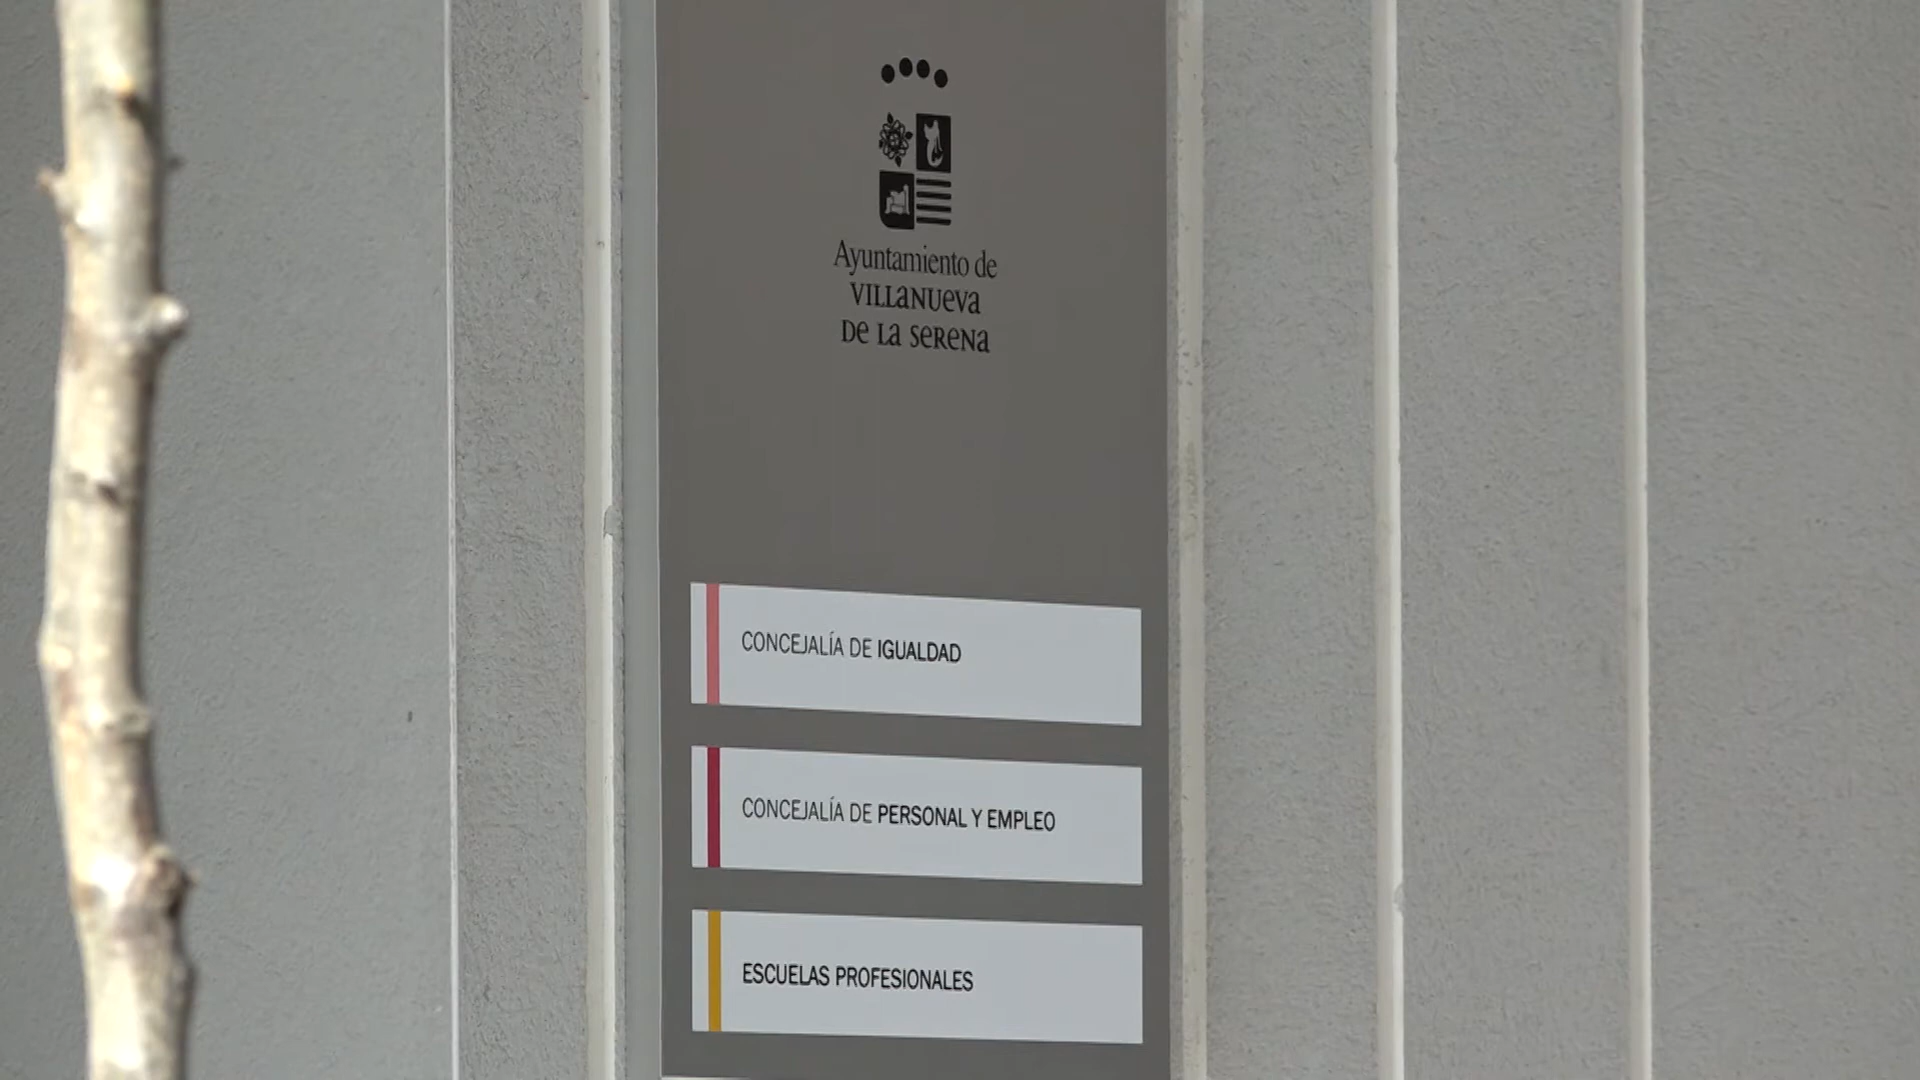 Ayuntamiento de
VILLANUEVA
DE LA SERENA
CONCEJALÍA DE IGUALDAD
CONCEJALÍA DE PERSONAL Y EMPLEO
ESCUELAS PROFESIONALES